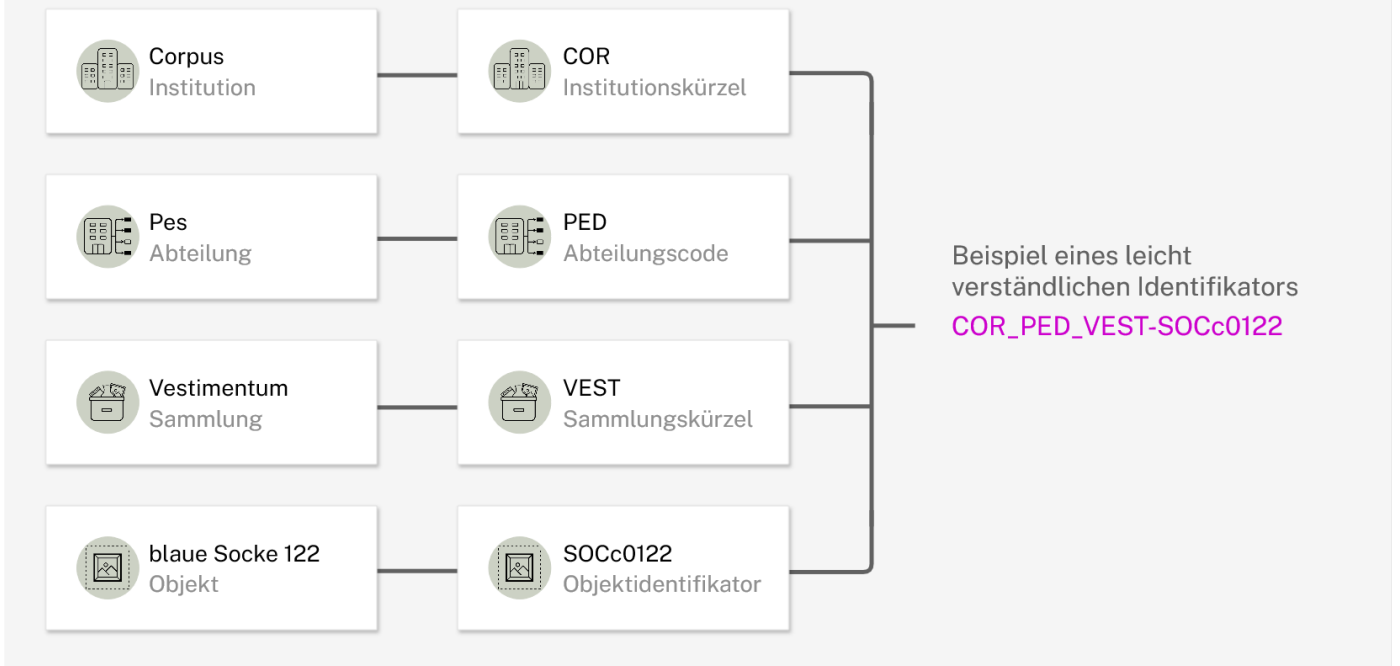 Corpus
Institution
COR
Institutionskürzel
Pes
Abteilung
PED
Abteilungscode
Beispiel eines leicht
verständlichen Identifikators
COR_PED_VEST-SOCc0122
Vestimentum
Sammlung
VEST
Sammlungskürzel
blaue Socke 122
Objekt
SOCc0122
Objektidentifikator